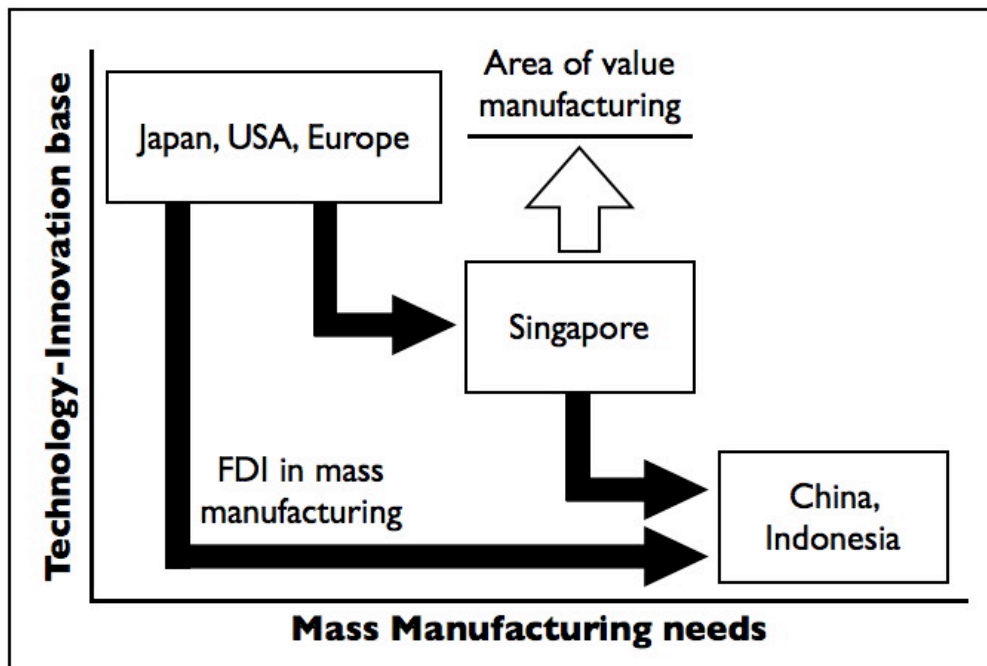 Area of value
manufacturing
Japan, USA, Europe
Singapore
FDI in mass
manufacturing
China,
Indonesia
Technology-Innovation base
Mass Manufacturing needs